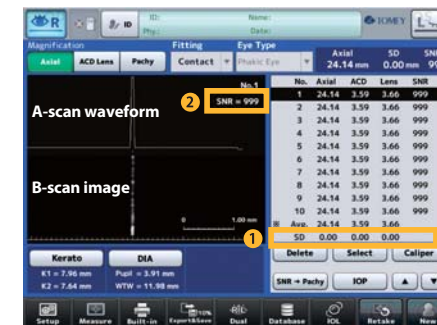 R
ID
ID:
Phy.:
Name:
Date:
TOMEY
Magnification
Fitting
Eye Type
Axial
ACD Lens
Pachy
Contact
Phakic Eye
Axial SD SN
24.14 mm 0.00 mm 99
No.1
2
SNR = 999
A-scan waveform
B-scan image
0 1.00 mm
No. Axial ACD Lens SNR
1 24.14 3.59 3.66 999
2 24.14 3.59 3.66 999
3 24.14 3.59 3.66 999
4 24.14 3.59 3.66 999
5 24.14 3.59 3.66 999
6 24.14 3.59 3.66 999
7 24.14 3.59 3.66 999
8 24.14 3.59 3.66 999
9 24.14 3.59 3.66 999
10 24.14 3.59 3.66 999
Avg. 24.14 3.59 3.66
1
SD 0.00 0.00 0.00
Delete Select Caliper
Kerato
K1 = 7.96 mm
K2 = 7.64 mm
DIA
Pupil = 3.91 mm
WTW = 11.98 mm
SNR → Pachy
IOP
Setup Measure Built-in Export&Save Dual Database IOL Retake New